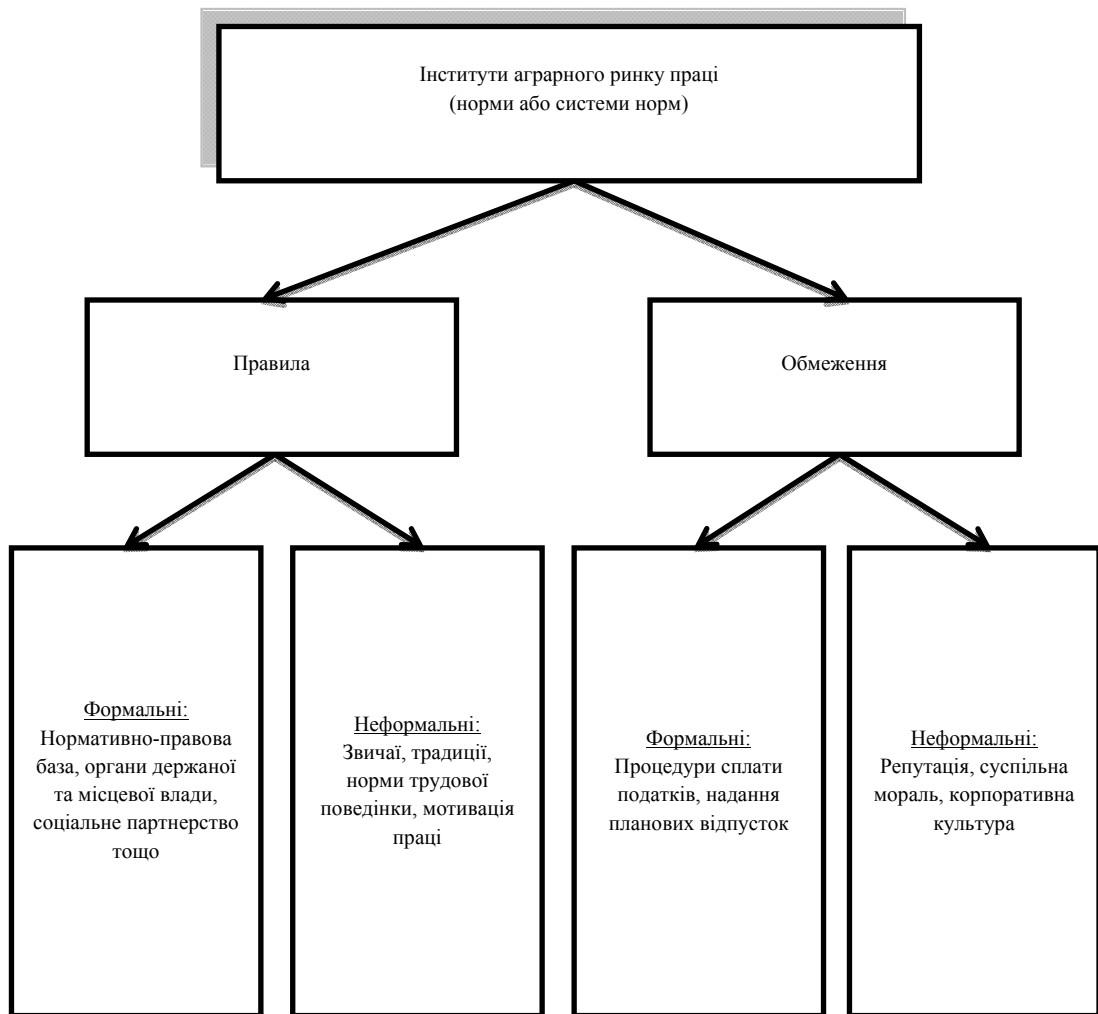 Інститути аграрного ринку праці
(норми або системи норм)
Правила
Обмеження
Формальні:
Нормативно-правова
база, органи держаної
та місцевої влади,
соціальне партнерство
тощо
Неформальні:
Звичаї, традиції,
норми трудової
поведінки, мотивація
праці
Формальні:
Процедури сплати
податків, надання
планових відпусток
Неформальні:
Репутація, суспільна
мораль, корпоративна
культура